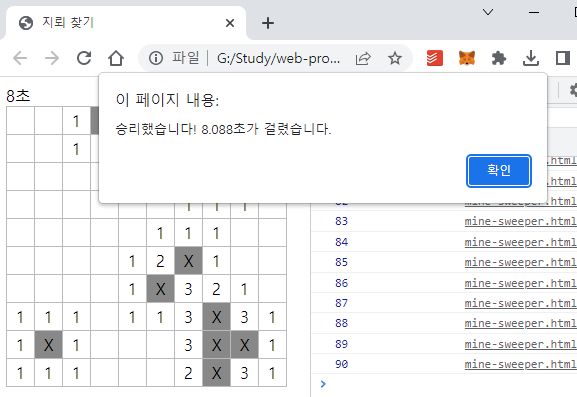 지뢰 찾기
파일 G:/Study/web-pro...
8초
이 페이지 내용:
승리했습니다! 8.088초가 걸렸습니다.
확인
1
1
1 1 1
1 1 1
1 2 X 1
1 X 3 2 1
1 1 1 1 1 3 X 3 1
1 X 1 3 X X 1
1 1 1 2 X 3 1
mine-sweeper.html
mine-sweeper.html
82 mine-sweeper.html
83 mine-sweeper.html
84 mine-sweeper.html
85 mine-sweeper.html
86 mine-sweeper.html
87 mine-sweeper.html
88 mine-sweeper.html
89 mine-sweeper.html
90 mine-sweeper.html